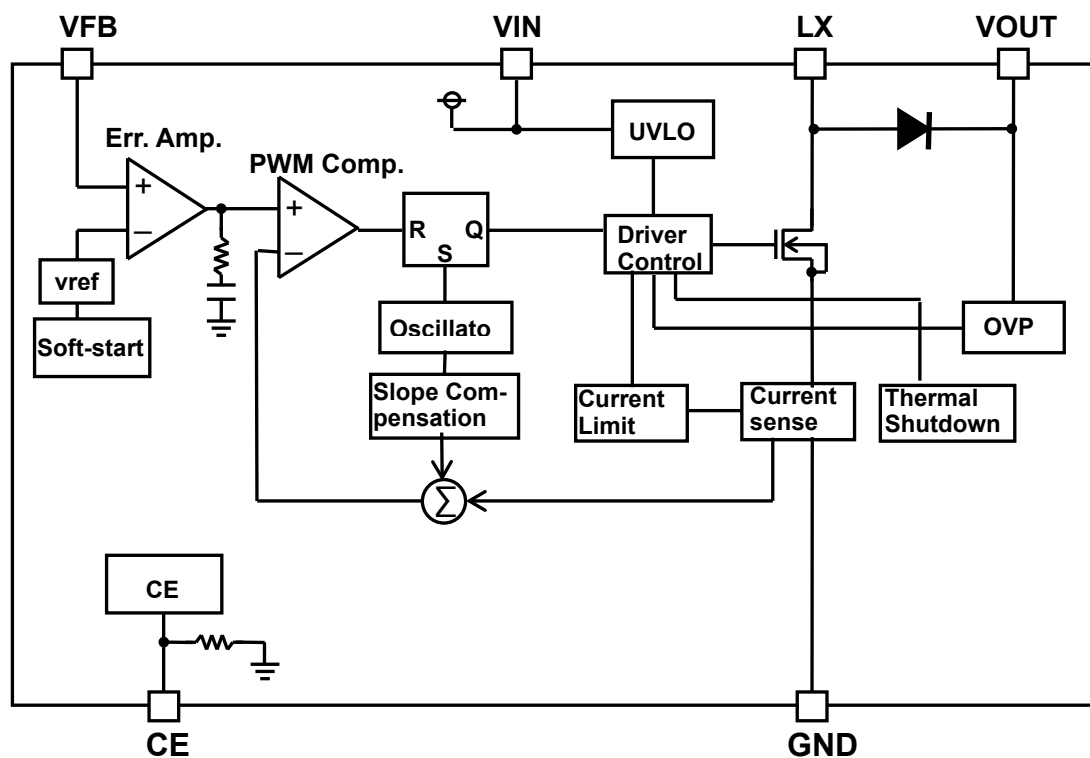 VFB
VIN
LX
VOUT
Err. Amp.
PWM Comp.
UVLO
+
−
+
−
R
Q
S
Driver
Control
vref
Soft-start
Oscillato
OVP
Slope Com-
pensation
Current
Limit
Current
sense
Thermal
Shutdown
Σ
CE
CE
GND